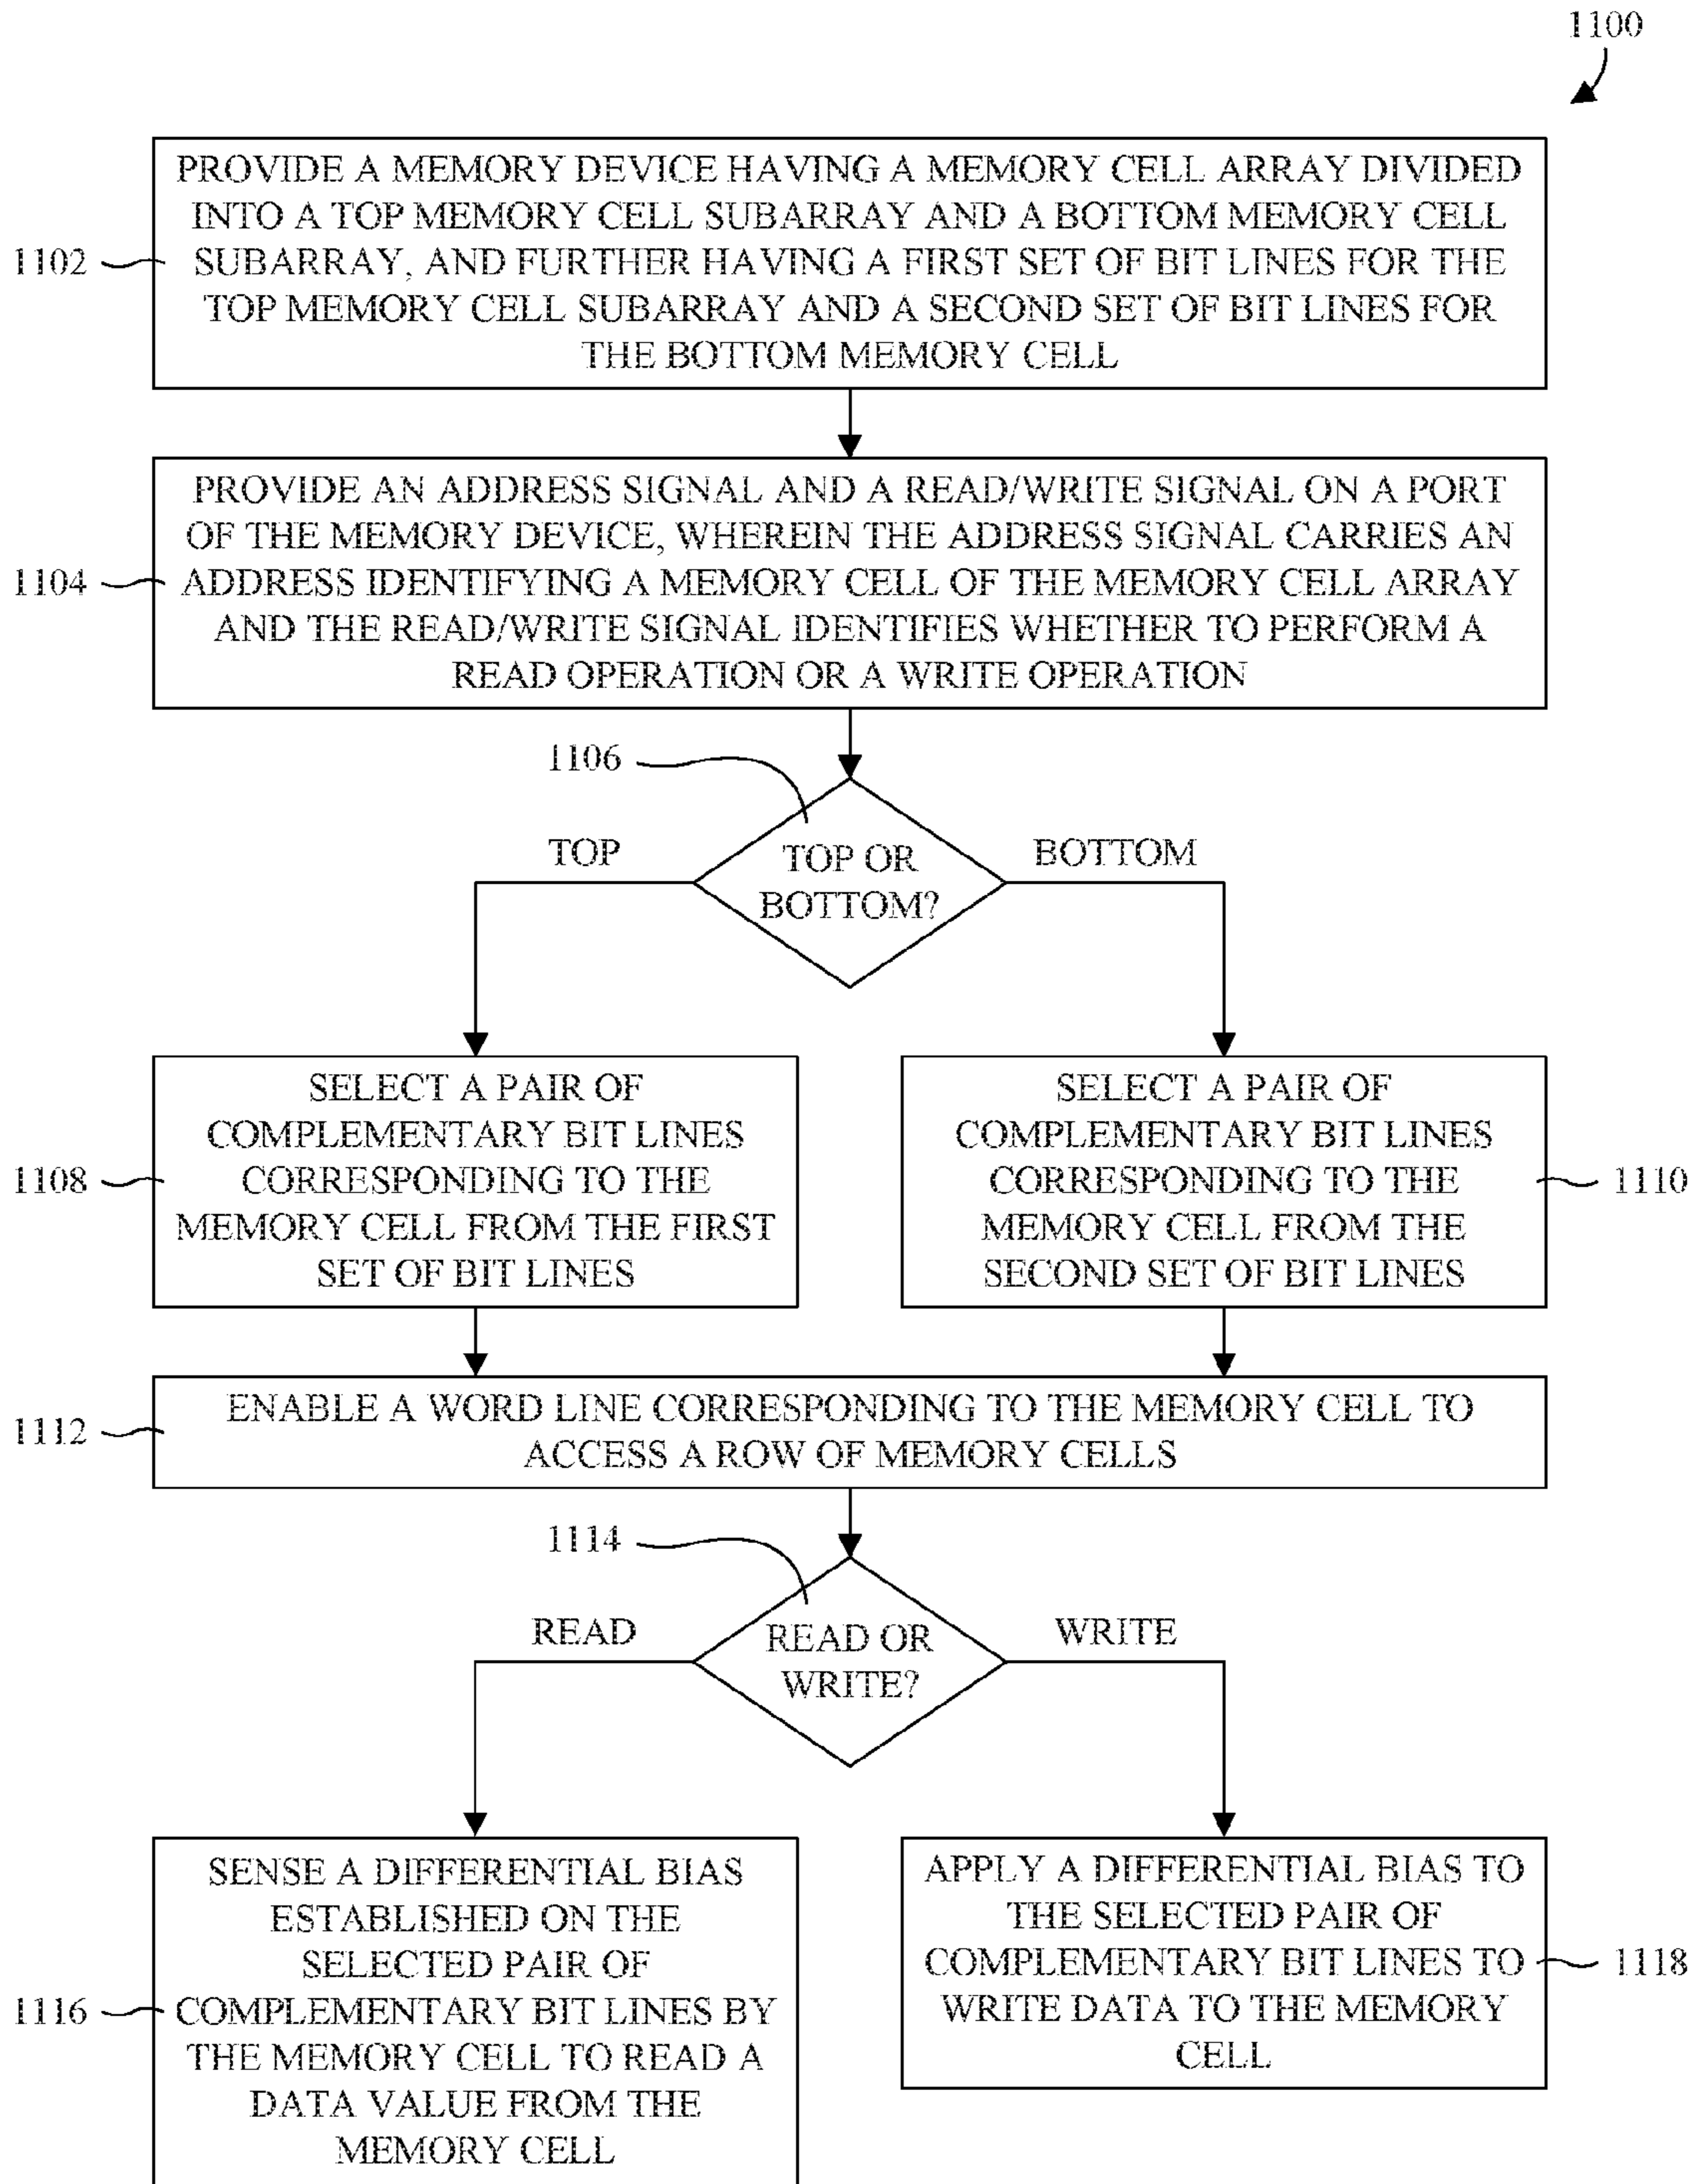 1100
PROVIDE A MEMORY DEVICE HAVING A MEMORY CELL ARRAY DIVIDED
INTO A TOP MEMORY CELL SUBARRAY AND A BOTTOM MEMORY CELL
SUBARRAY, AND FURTHER HAVING A FIRST SET OF BIT LINES FOR THE
TOP MEMORY CELL SUBARRAY AND A SECOND SET OF BIT LINES FOR
THE BOTTOM MEMORY CELL
1102
PROVIDE AN ADDRESS SIGNAL AND A READ/WRITE SIGNAL ON A PORT
OF THE MEMORY DEVICE, WHEREIN THE ADDRESS SIGNAL CARRIES AN
ADDRESS IDENTIFYING A MEMORY CELL OF THE MEMORY CELL ARRAY
AND THE READ/WRITE SIGNAL IDENTIFIES WHETHER TO PERFORM A
READ OPERATION OR A WRITE OPERATION
1104
1106
TOP
TOP OR
BOTTOM?
BOTTOM
SELECT A PAIR OF
COMPLEMENTARY BIT LINES
CORRESPONDING TO THE
MEMORY CELL FROM THE FIRST
SET OF BIT LINES
1108
SELECT A PAIR OF
COMPLEMENTARY BIT LINES
CORRESPONDING TO THE
MEMORY CELL FROM THE
SECOND SET OF BIT LINES
1110
ENABLE A WORD LINE CORRESPONDING TO THE MEMORY CELL TO
ACCESS A ROW OF MEMORY CELLS
1112
1114
READ
READ OR
WRITE?
WRITE
SENSE A DIFFERENTIAL BIAS
ESTABLISHED ON THE
SELECTED PAIR OF
COMPLEMENTARY BIT LINES BY
THE MEMORY CELL TO READ A
DATA VALUE FROM THE
MEMORY CELL
1116
APPLY A DIFFERENTIAL BIAS TO
THE SELECTED PAIR OF
COMPLEMENTARY BIT LINES TO
WRITE DATA TO THE MEMORY
CELL
1118